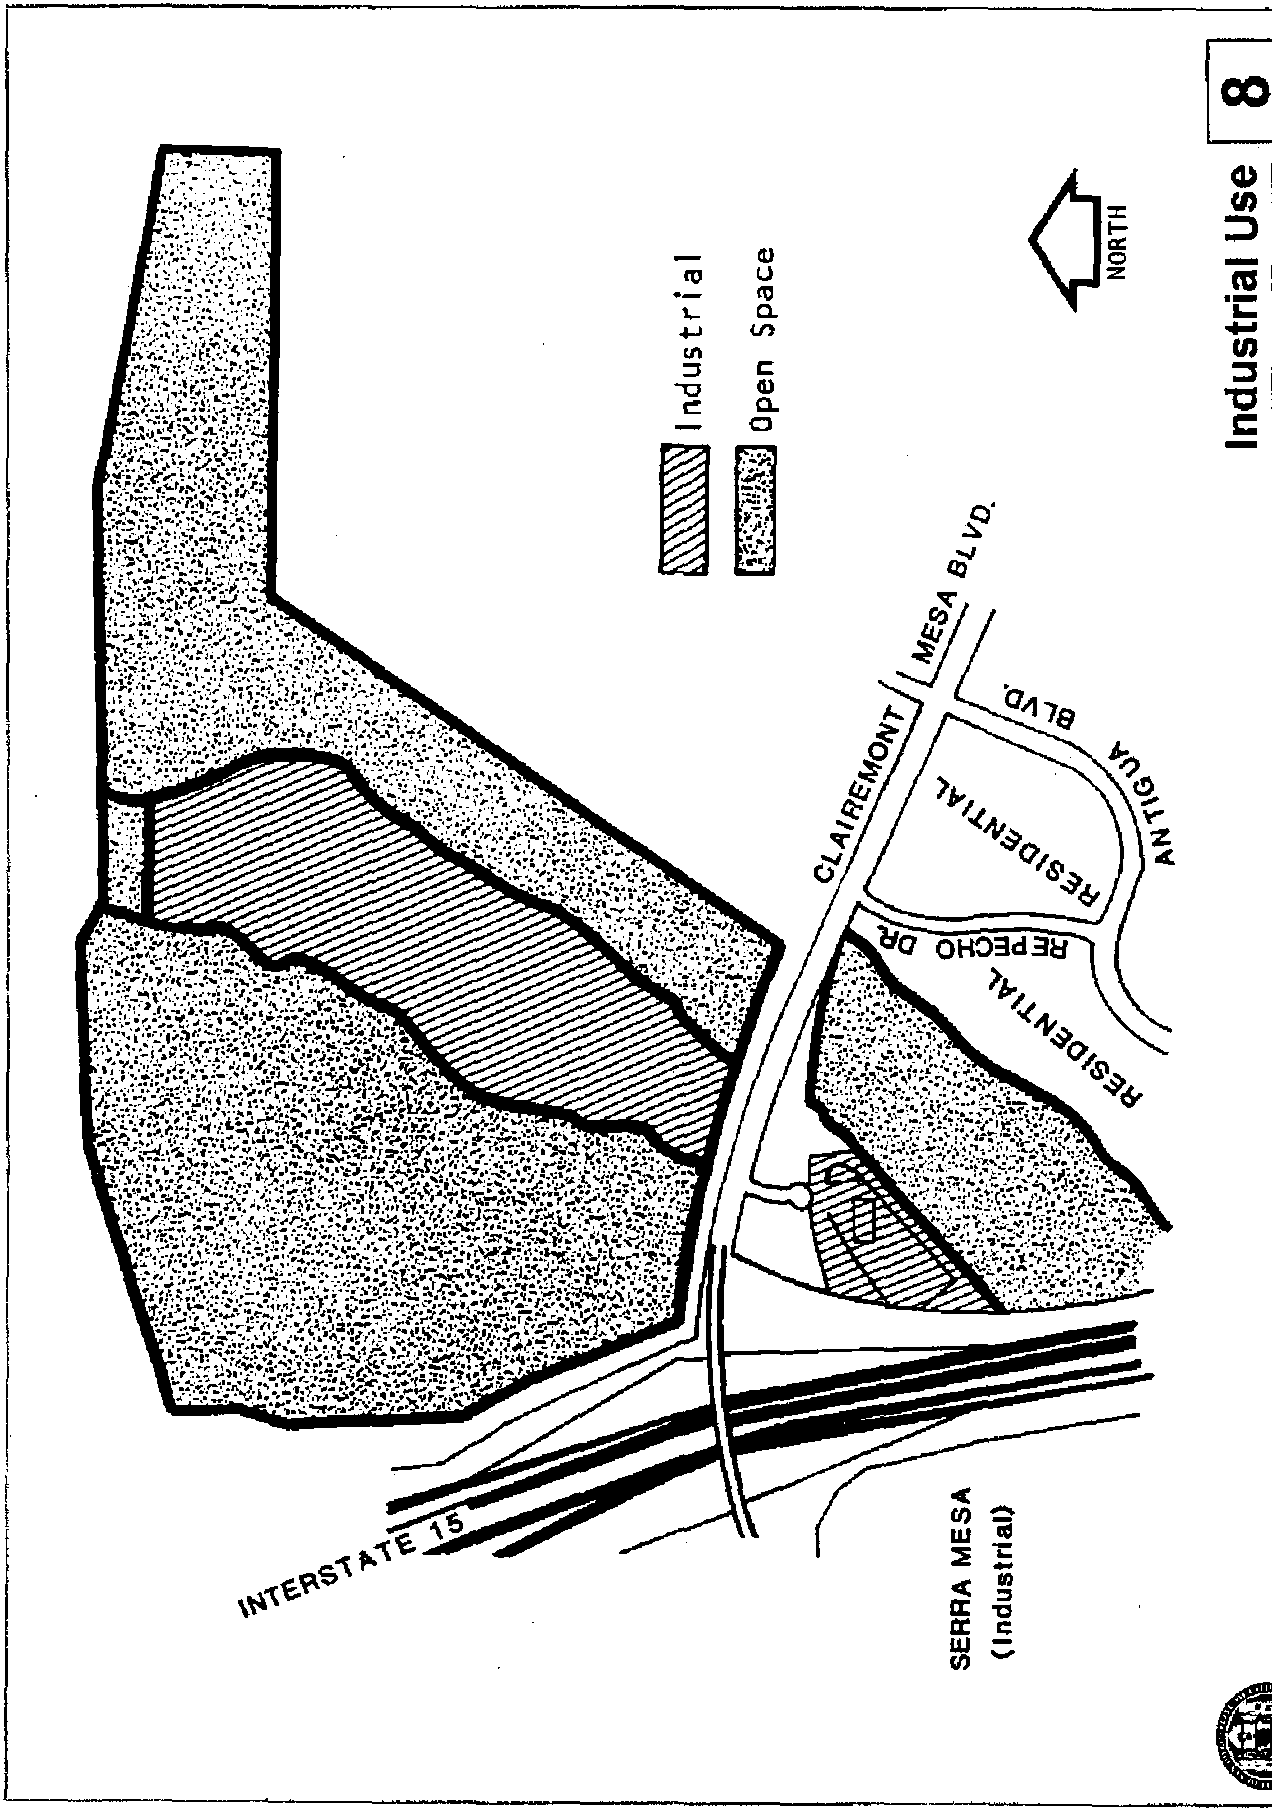 Industrial
Open Space
NORTH
CLAIREMONT MESA BLVD.
ANTIGUA BLVD.
RESIDENTIAL
REPECHO DR.
RESIDENTIAL
INTERSTATE 15
SERRA MESA
(Industrial)
Industrial Use
8